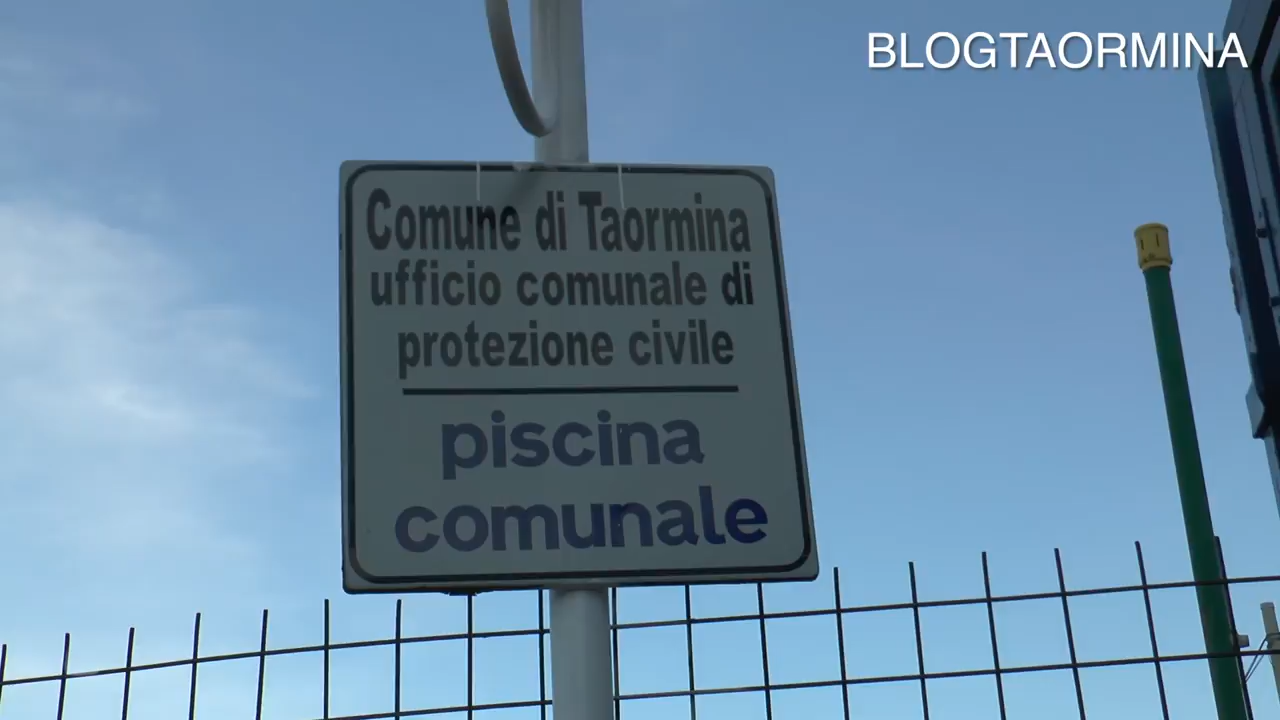 BLOGTAORMINA
Comune di Taormina
ufficio comunale di
protezione civile
piscina
comunale